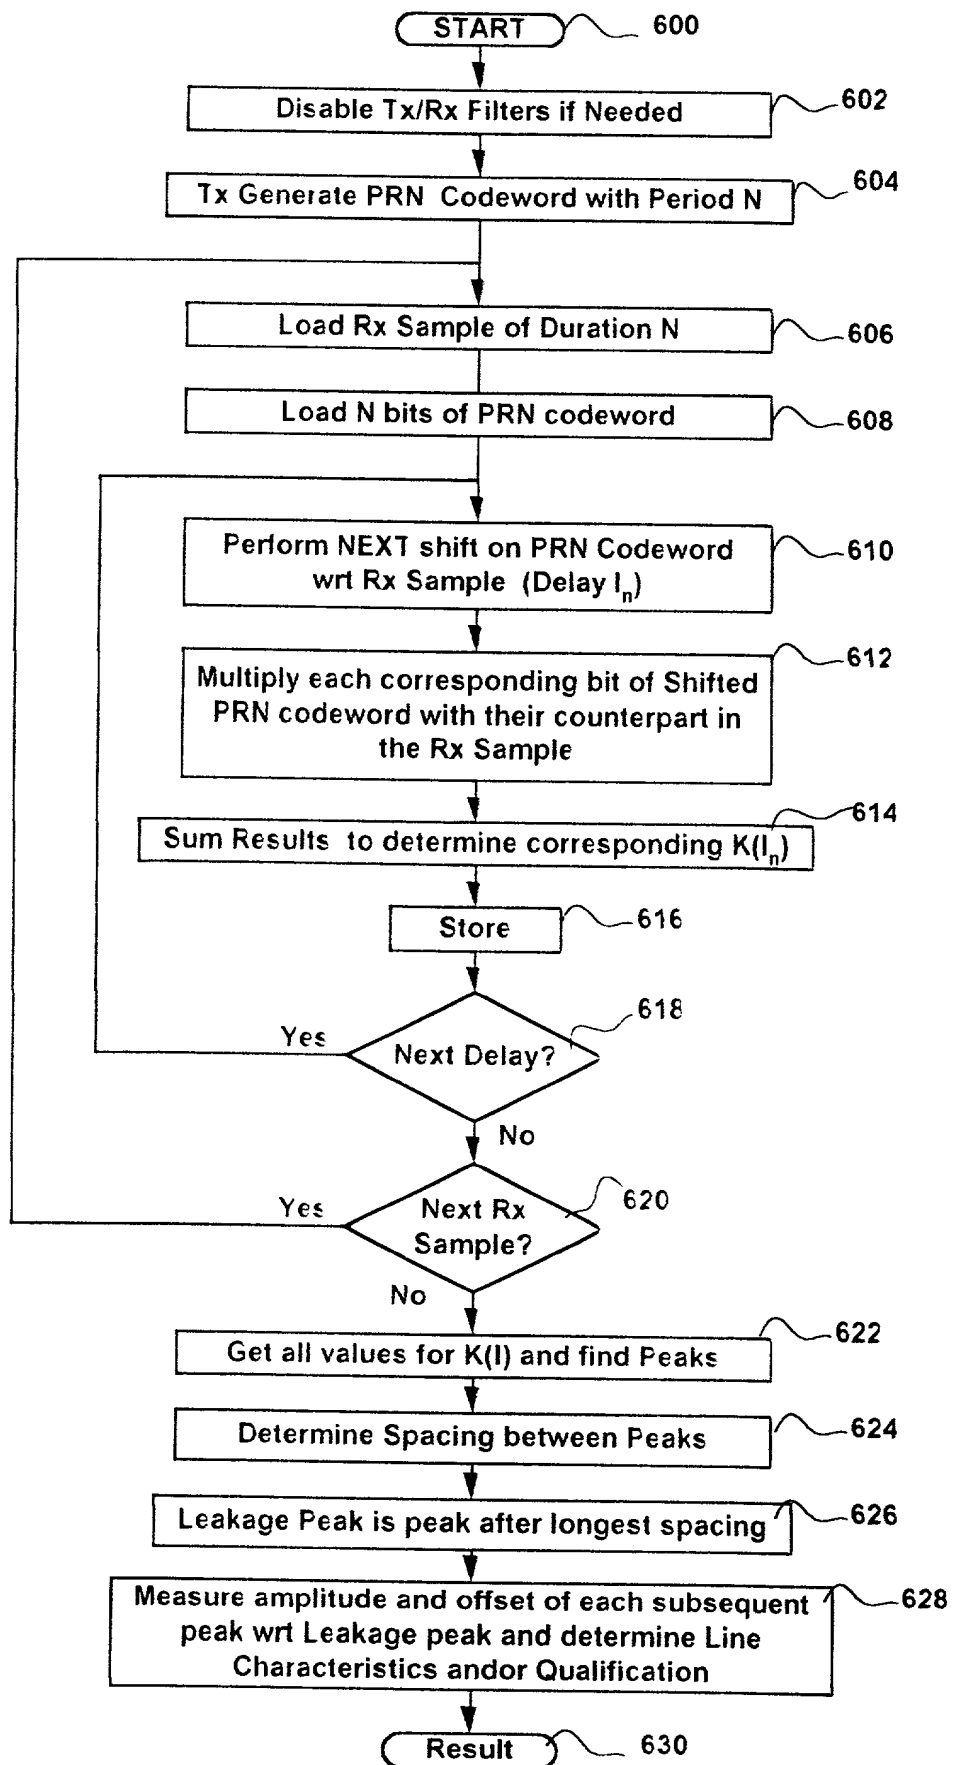 START
600
Disable Tx/Rx Filters if Needed
602
Tx Generate PRN Codeword with Period N
604
Load Rx Sample of Duration N
606
Load N bits of PRN codeword
608
Perform NEXT shift on PRN Codeword
wrt Rx Sample (Delay Iₙ)
610
Multiply each corresponding bit of Shifted
PRN codeword with their counterpart in
the Rx Sample
612
Sum Results to determine corresponding K(Iₙ)
614
Store
616
Next Delay?
618
Yes
No
Next Rx
Sample?
620
Yes
No
Get all values for K(I) and find Peaks
622
Determine Spacing between Peaks
624
Leakage Peak is peak after longest spacing
626
Measure amplitude and offset of each subsequent
peak wrt Leakage peak and determine Line
Characteristics andor Qualification
628
Result
630